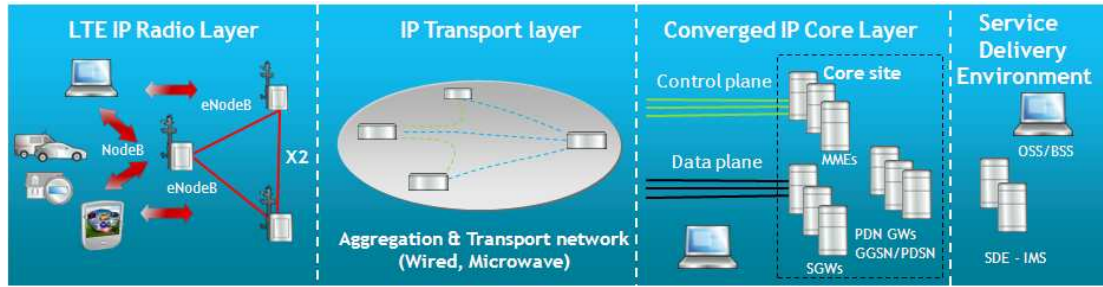 LTE IP Radio Layer
eNodeB
NodeB
eNodeB
X2
IP Transport layer
Aggregation & Transport network
(Wired, Microwave)
Converged IP Core Layer
Control plane
Data plane
Core site
MMEs
PDN GWs
GGSN/PDSN
SGWs
Service
Delivery
Environment
OSS/BSS
SDE - IMS